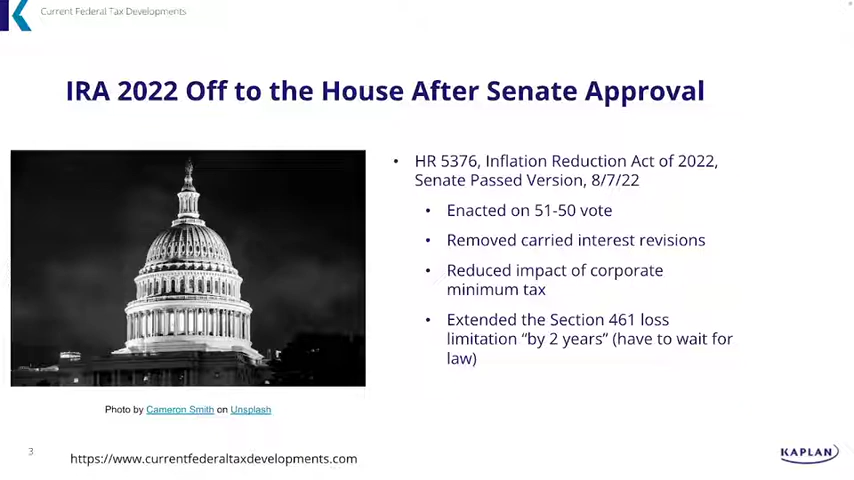 Current Federal Tax Developments
IRA 2022 Off to the House After Senate Approval
• HR 5376, Inflation Reduction Act of 2022,
Senate Passed Version, 8/7/22
• Enacted on 51-50 vote
• Removed carried interest revisions
• Reduced impact of corporate
minimum tax
• Extended the Section 461 loss
limitation “by 2 years” (have to wait for
law)
Photo by Cameron Smith on Unsplash
3
https://www.currentfederaltaxdevelopments.com
KAPLAN